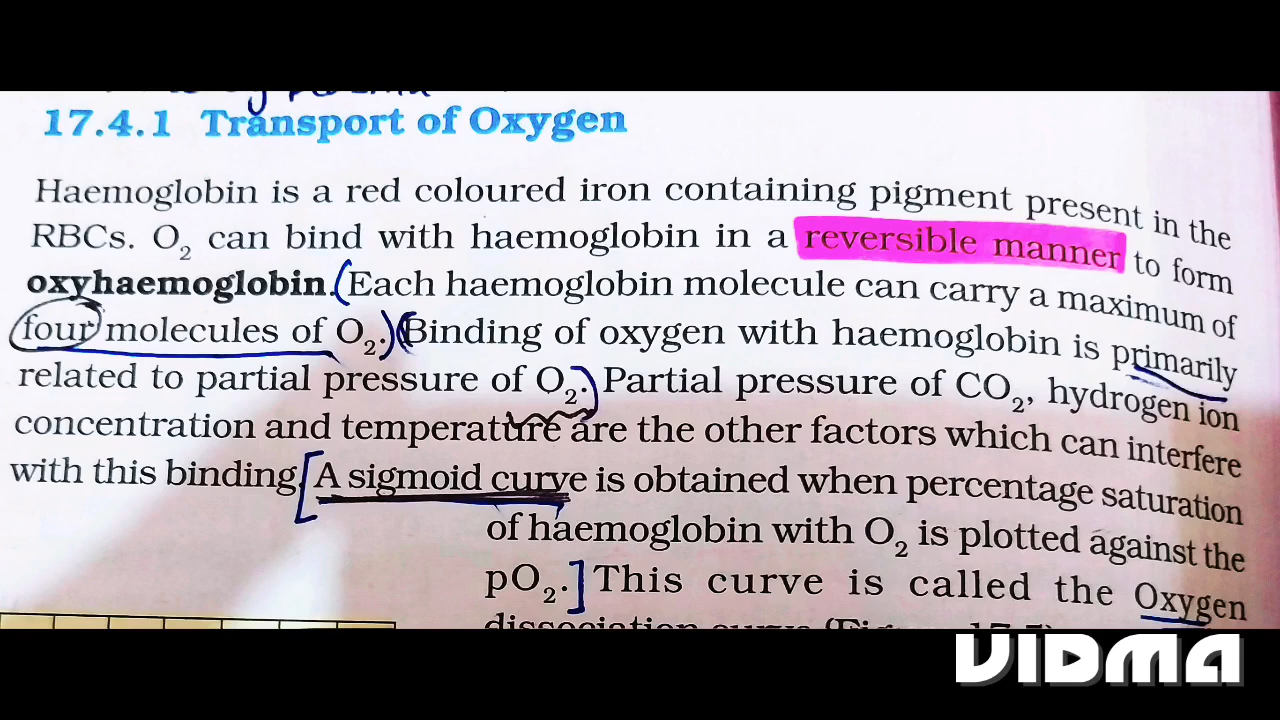 17.4.1 Transport of Oxygen
Haemoglobin is a red coloured iron containing pigment present in the
RBCs. O₂ can bind with haemoglobin in a reversible manner to form
oxyhaemoglobin. (Each haemoglobin molecule can carry a maximum of
four molecules of O₂.) (Binding of oxygen with haemoglobin is primarily
related to partial pressure of O₂.) Partial pressure of CO₂, hydrogen ion
concentration and temperature are the other factors which can interfere
with this binding. [A sigmoid curve is obtained when percentage saturation
of haemoglobin with O₂ is plotted against the
pO₂.] This curve is called the Oxygen
dissociation curve
VIDMA